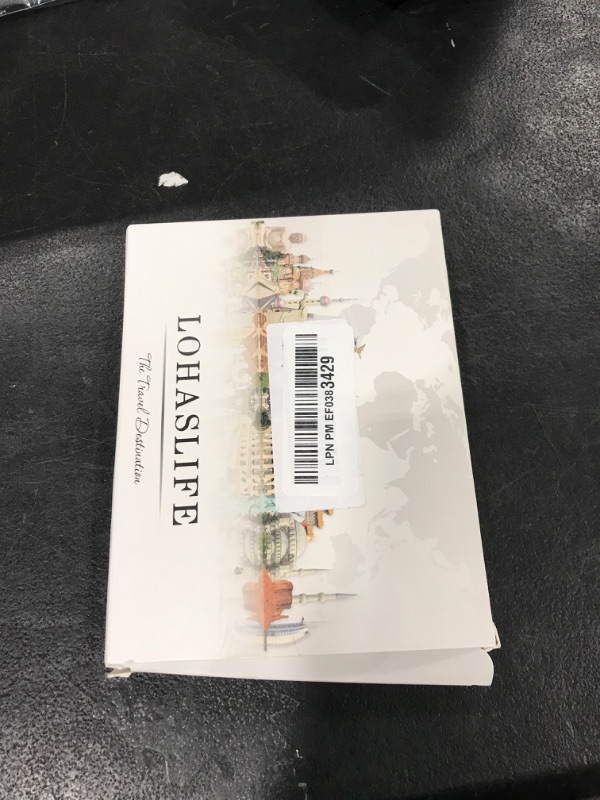 LOHASLIFE
The Travel Destination
LPN PM EF0383429